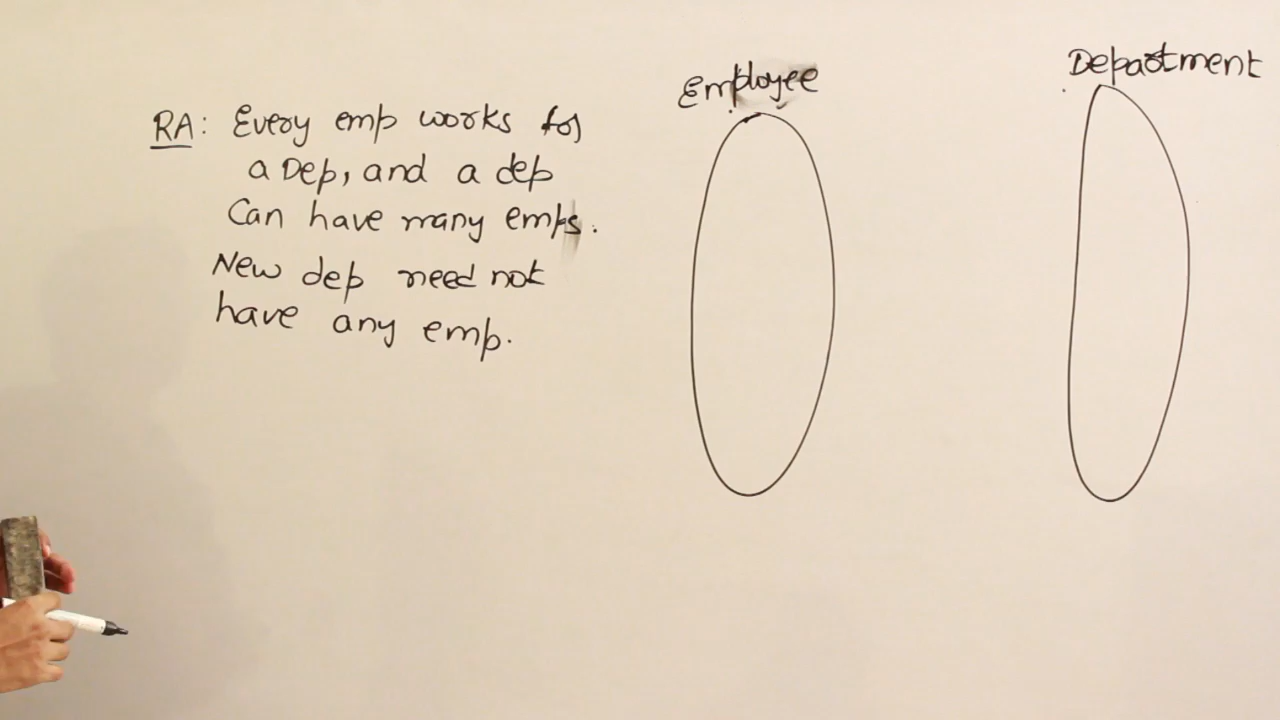 Employee
Department
RA: Every emp works for
a Dep, and a dep
Can have many emps.
New dep need not
have any emp.